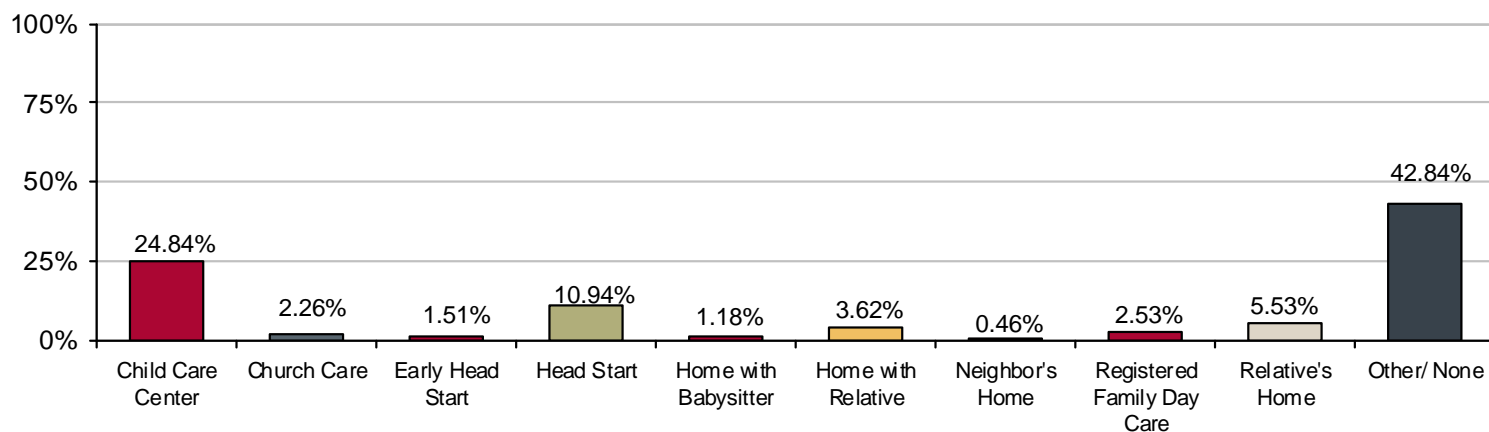 100%
75%
50%
25%
0%
24.84%
2.26%
1.51%
10.94%
1.18%
3.62%
0.46%
2.53%
5.53%
42.84%
Child Care
Center
Church Care
Early Head
Start
Head Start
Home with
Babysitter
Home with
Relative
Neighbor's
Home
Registered
Family Day
Care
Relative's
Home
Other/ None